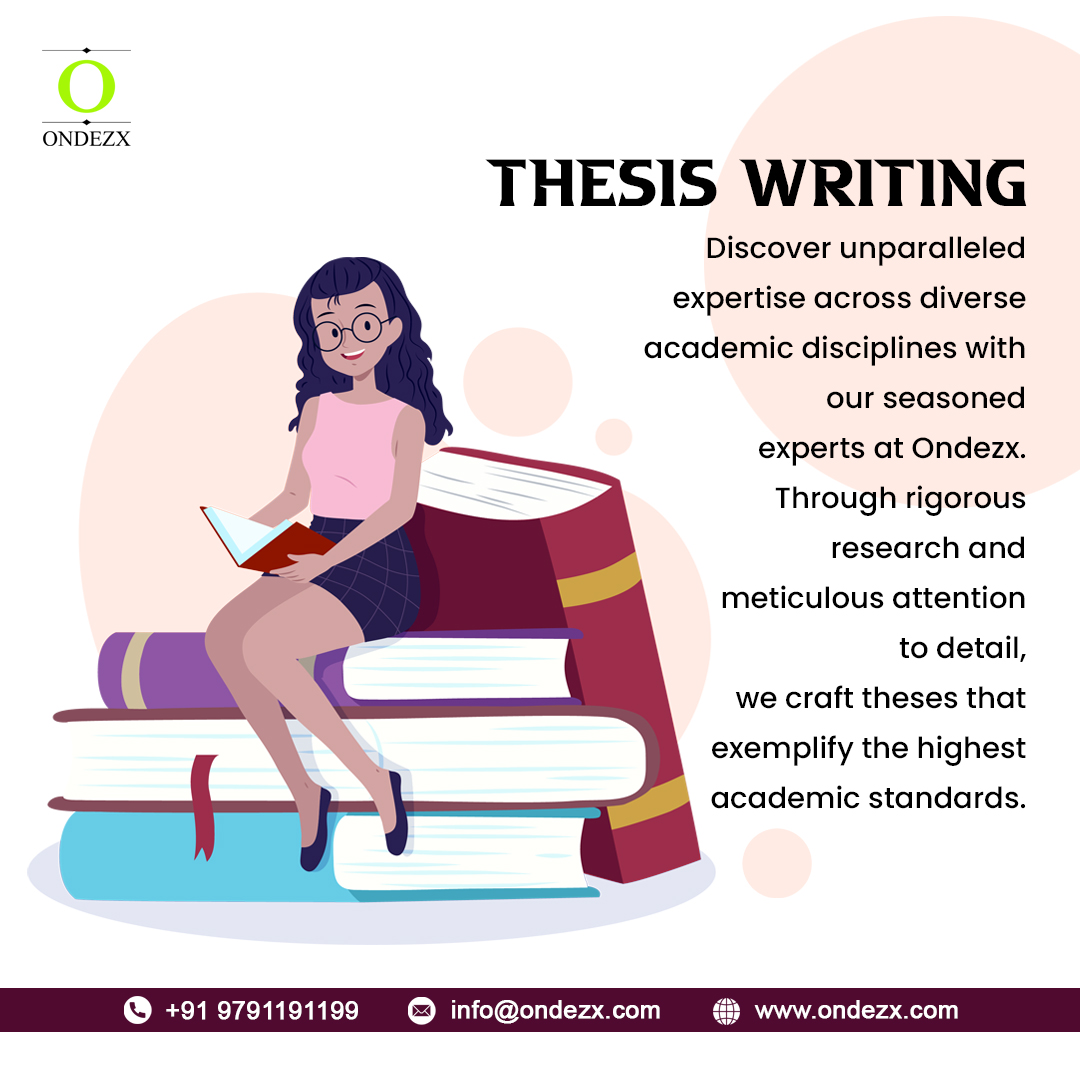 O
ONDEZX
THESIS WRITING
Discover unparalleled
expertise across diverse
academic disciplines with
our seasoned
experts at Ondezx.
Through rigorous
research and
meticulous attention
to detail,
we craft theses that
exemplify the highest
academic standards.
+91 9791191199 info@ondezx.com www.ondezx.com